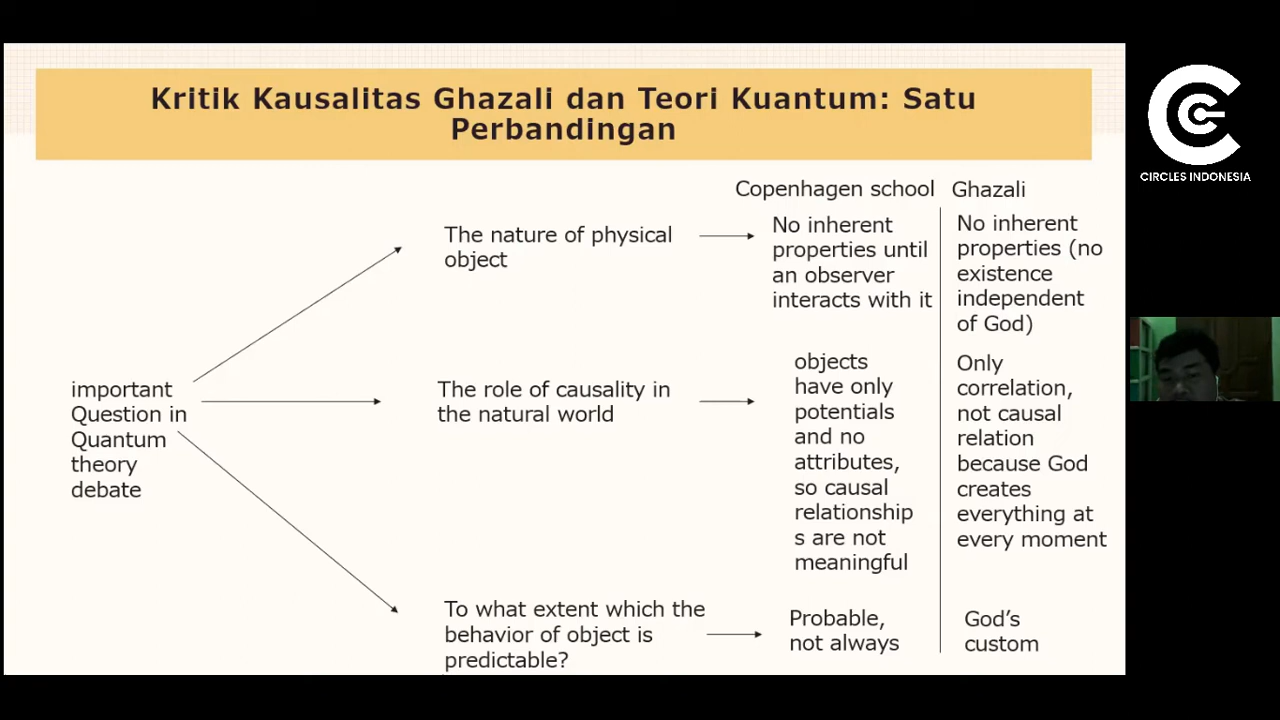 Kritik Kausalitas Ghazali dan Teori Kuantum: Satu
Perbandingan
CIRCLES INDONESIA
Copenhagen school
Ghazali
important
Question in
Quantum
theory
debate
The nature of physical
object
No inherent
properties until
an observer
interacts with it
No inherent
properties (no
existence
independent
of God)
The role of causality in
the natural world
objects
have only
potentials
and no
attributes,
so causal
relationship
s are not
meaningful
Only
correlation,
not causal
relation
because God
creates
everything at
every moment
To what extent which the
behavior of object is
predictable?
Probable,
not always
God's
custom